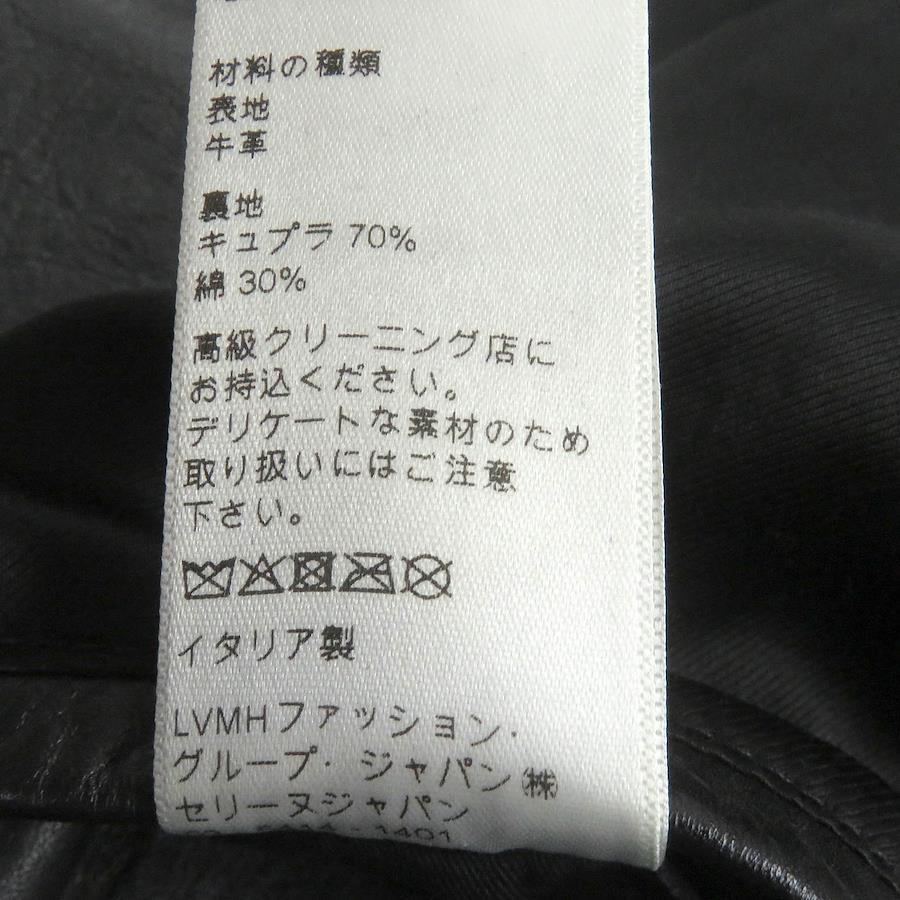 材料の種類
表地
牛革
裏地
キュプラ 70%
綿 30%
高級クリーニング店に
お持込ください。
デリケートな素材のため
取り扱いにはご注意
下さい。
イタリア製
LVMHファッション・
グループ・ジャパン㈱
セリーヌジャパン
1401